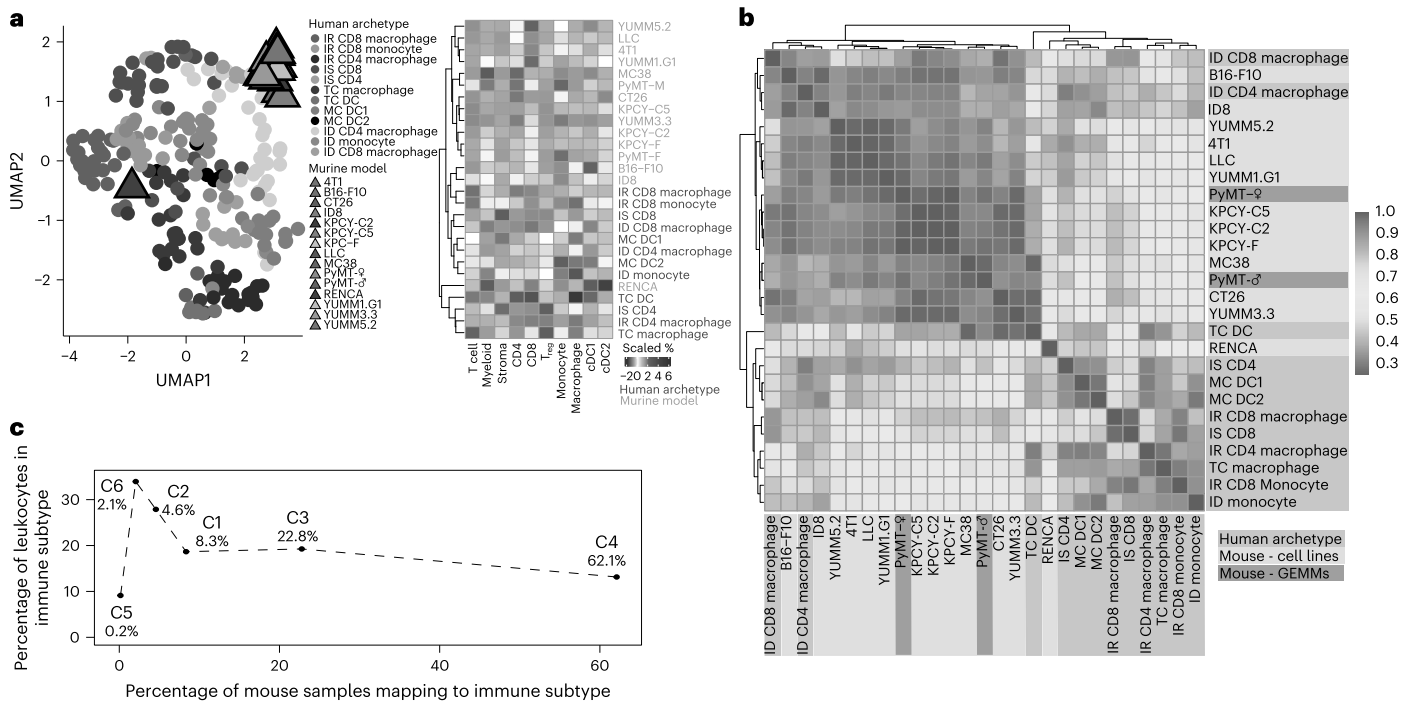 a
UMAP2
2
1
0
−1
−2
−4
−2
0
2
UMAP1
Human archetype
IR CD8 macrophage
IR CD8 monocyte
IR CD4 macrophage
IS CD8
IS CD4
TC macrophage
TC DC
MC DC1
MC DC2
ID CD4 macrophage
ID monocyte
ID CD8 macrophage
Murine model
4T1
B16-F10
CT26
ID8
KPCY-C2
KPCY-C5
KPC-F
LLC
MC38
PyMT-♀
PyMT-♂
RENCA
YUMM1.G1
YUMM3.3
YUMM5.2
YUMM5.2
LLC
4T1
YUMM1.G1
MC38
PyMT−M
CT26
KPCY−C5
YUMM3.3
KPCY−C2
KPCY−F
PyMT−F
B16−F10
ID8
IR CD8 macrophage
IR CD8 monocyte
IS CD8
ID CD8 macrophage
MC DC1
ID CD4 macrophage
MC DC2
ID monocyte
RENCA
TC DC
IS CD4
IR CD4 macrophage
TC macrophage
T cell
Myeloid
Stroma
CD4
CD8
Treg
Monocyte
Macrophage
cDC1
cDC2
Scaled %
−20 2 4 6
Human archetype
Murine model
b
ID CD8 macrophage
B16-F10
ID CD4 macrophage
ID8
YUMM5.2
4T1
LLC
YUMM1.G1
PyMT−♀
KPCY-C5
KPCY-C2
KPCY-F
MC38
PyMT-♂
CT26
YUMM3.3
TC DC
RENCA
IS CD4
MC DC1
MC DC2
IR CD8 macrophage
IS CD8
IR CD4 macrophage
TC macrophage
IR CD8 Monocyte
ID monocyte
ID CD8 macrophage
B16-F10
ID CD4 macrophage
ID8
YUMM5.2
4T1
LLC
YUMM1.G1
PyMT−♀
KPCY-C5
KPCY-C2
KPCY-F
MC38
PyMT-♂
CT26
YUMM3.3
TC DC
RENCA
IS CD4
MC DC1
MC DC2
IR CD8 macrophage
IS CD8
IR CD4 macrophage
TC macrophage
IR CD8 monocyte
ID monocyte
1.0
0.9
0.8
0.7
0.6
0.5
0.4
0.3
Human archetype
Mouse - cell lines
Mouse - GEMMs
c
Percentage of leukocytes in
immune subtype
30
20
10
0
C6
2.1%
C2
4.6%
C1
8.3%
C3
22.8%
C4
62.1%
C5
0.2%
0
20
40
60
Percentage of mouse samples mapping to immune subtype